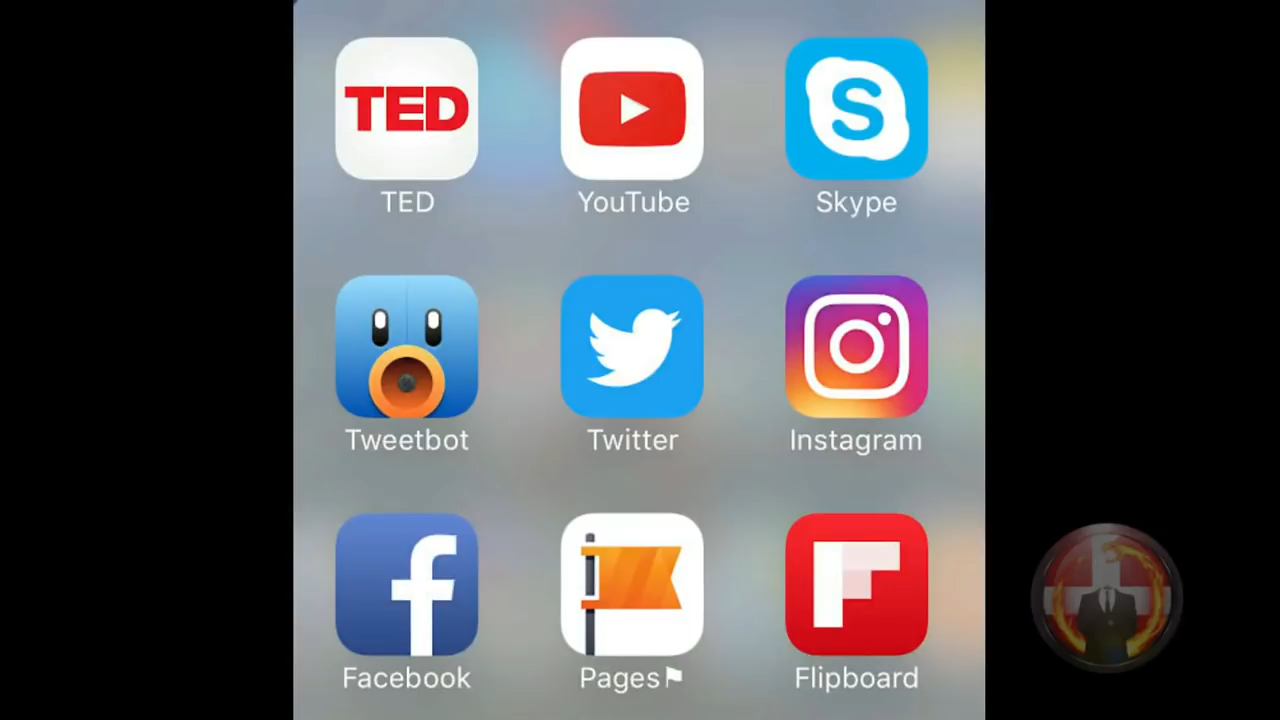 TED
TED YouTube Skype
Tweetbot Twitter Instagram
Facebook Pages⚑ Flipboard